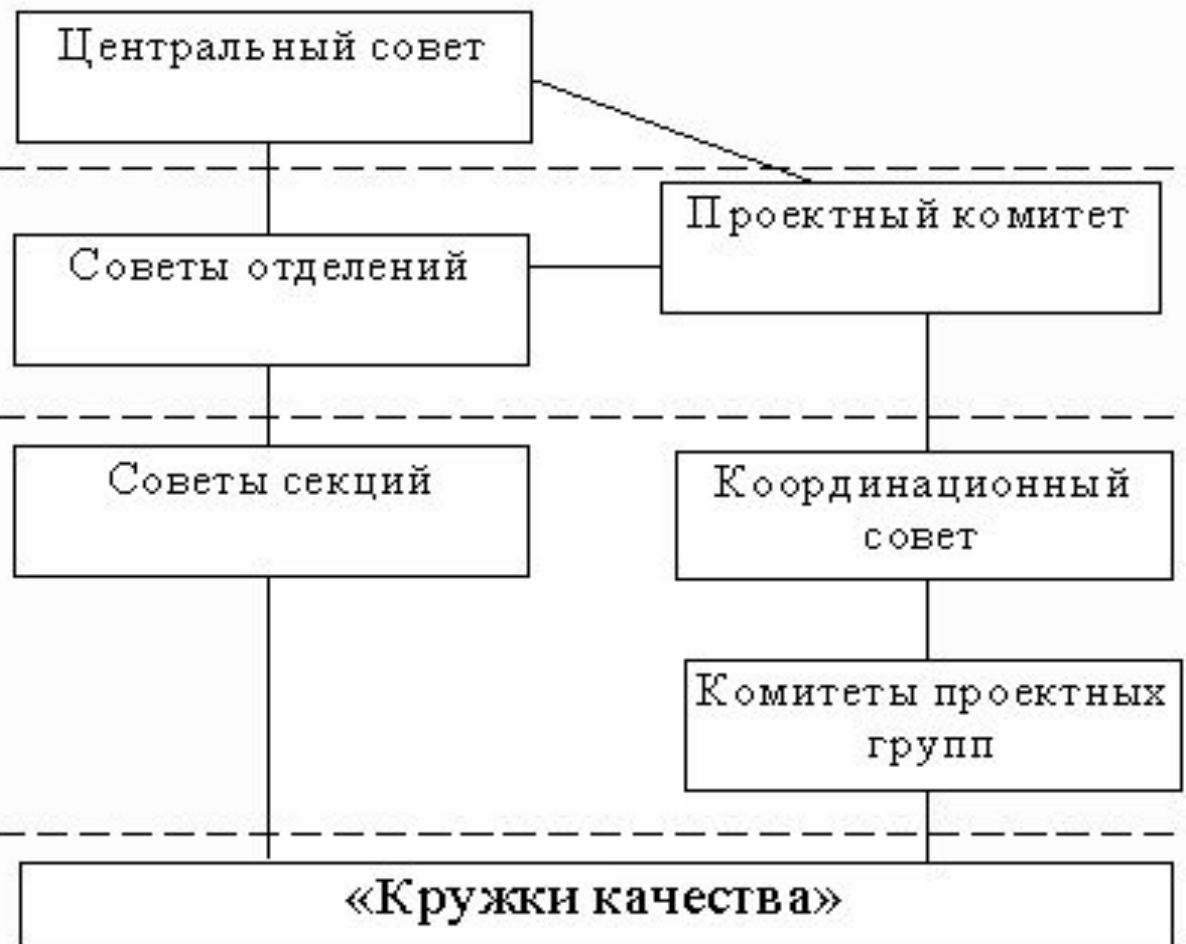 Центральный совет
Проектный комитет
Советы отделений
Советы секций
Координационный
совет
Комитеты проектных
групп
«Кружки качества»